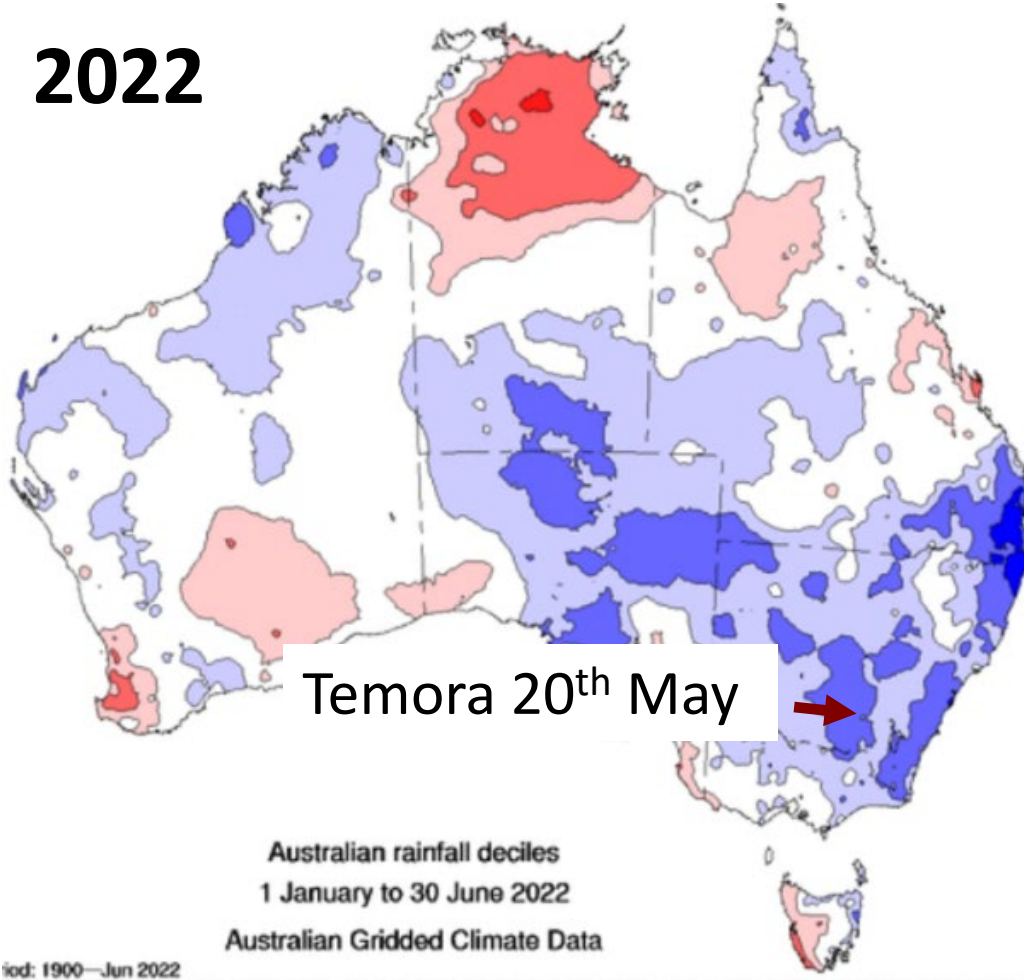 2022
Temora 20th May
Australian rainfall deciles
1 January to 30 June 2022
Australian Gridded Climate Data
iod: 1900—Jun 2022